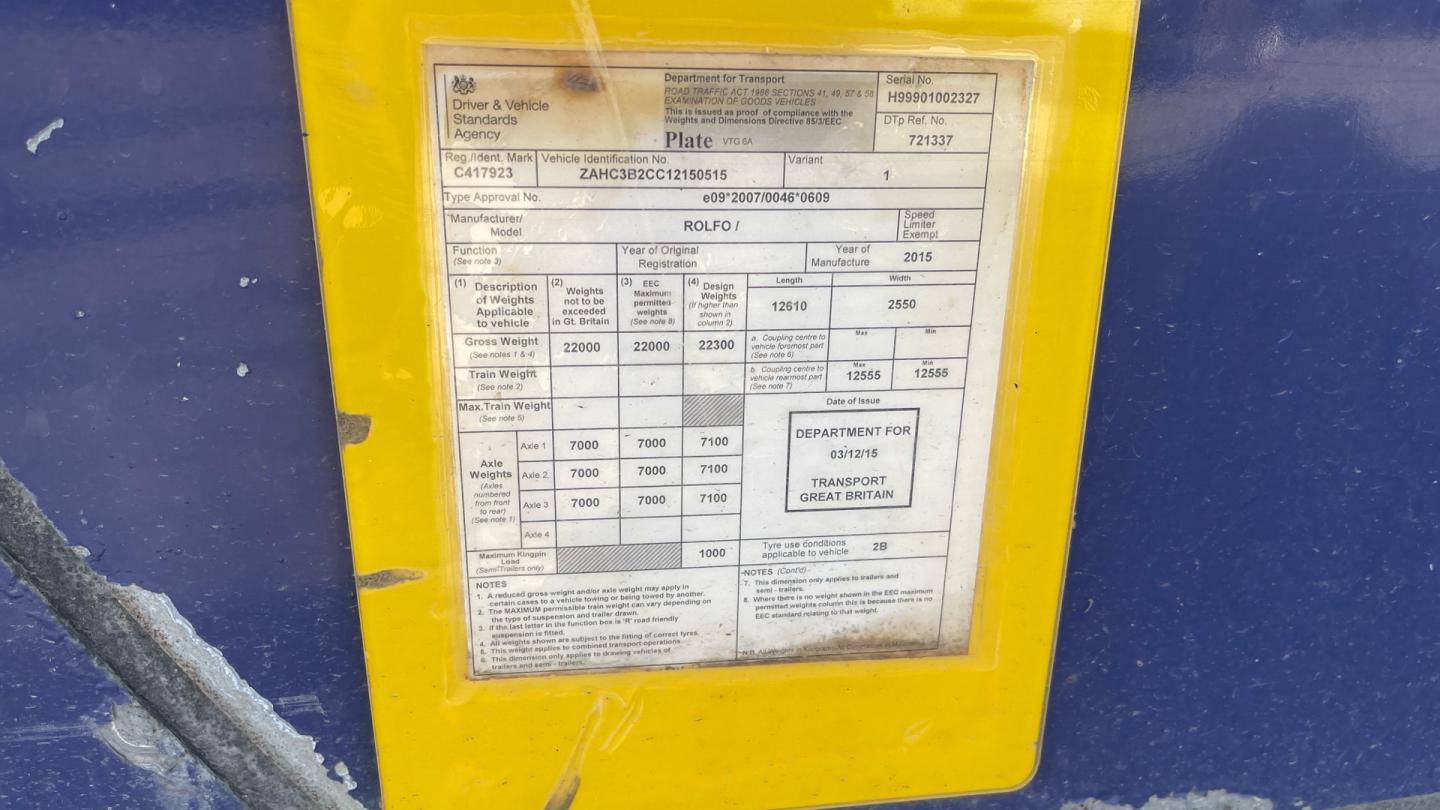 Driver & Vehicle
Standards
Agency
Department for Transport
ROAD TRAFFIC ACT 1988 SECTIONS 41, 49, 57 & 58
EXAMINATION OF GOODS VEHICLES
This is issued as proof of compliance with the
Weights and Dimensions Directive 85/3/EEC
Plate VTG 6A
Serial No.
H99901002327
DTp Ref. No.
721337
Reg./Ident. Mark
C417923
Vehicle Identification No.
ZAHC3B2CC12150515
Variant
1
Type Approval No.
e09*2007/0046*0609
Manufacturer/
Model
ROLFO /
Speed
Limiter
Exempt
Function
(See note 3)
Year of Original
Registration
Year of
Manufacture
2015
(1) Description
of Weights
Applicable
to vehicle
(2) Weights
not to be
exceeded
in Gt. Britain
(3) EEC
Maximum
permitted
weights
(See note 8)
(4) Design
Weights
(If higher than
shown in
column 2)
Length
12610
Width
2550
Gross Weight
(See notes 1 & 4)
22000 22000 22300
a. Coupling centre to
vehicle foremost part
(See note 6)
Max
Min
Train Weight
(See note 2)
b. Coupling centre to
vehicle rearmost part
(See note 7)
Max
12555
Min
12555
Max.Train Weight
(See note 5)
Axle
Weights
(Axles
numbered
from front
to rear)
(See note 1)
Axle 1 7000 7000 7100
Axle 2 7000 7000 7100
Axle 3 7000 7000 7100
Axle 4
Date of Issue
DEPARTMENT FOR
03/12/15
TRANSPORT
GREAT BRITAIN
Maximum Kingpin
Load
(Semi-Trailers only)
1000
Tyre use conditions
applicable to vehicle
2B
NOTES
1. A reduced gross weight and/or axle weight may apply in
certain cases to a vehicle towing or being towed by another.
2. The MAXIMUM permissible train weight can vary depending on
the type of suspension and trailer drawn.
3. If the last letter in the function box is 'R' road friendly
suspension is fitted.
4. All weights shown are subject to the fitting of correct tyres.
5. This weight applies to combined transport operations.
6. This dimension only applies to drawing vehicles of
trailers and semi - trailers.
NOTES (Cont'd)
7. This dimension only applies to trailers and
semi - trailers.
8. Where there is no weight shown in the EEC maximum
permitted weights column this is because there is no
EEC standard relating to that weight.
N.B. All Weights in Kilograms